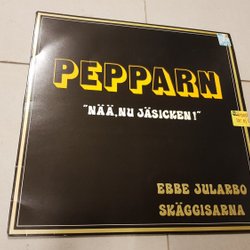 PEPPARN
"NÄÄ, NU JÄSICKEN!"
EBBE JULARBO
SKÄGGISARNA